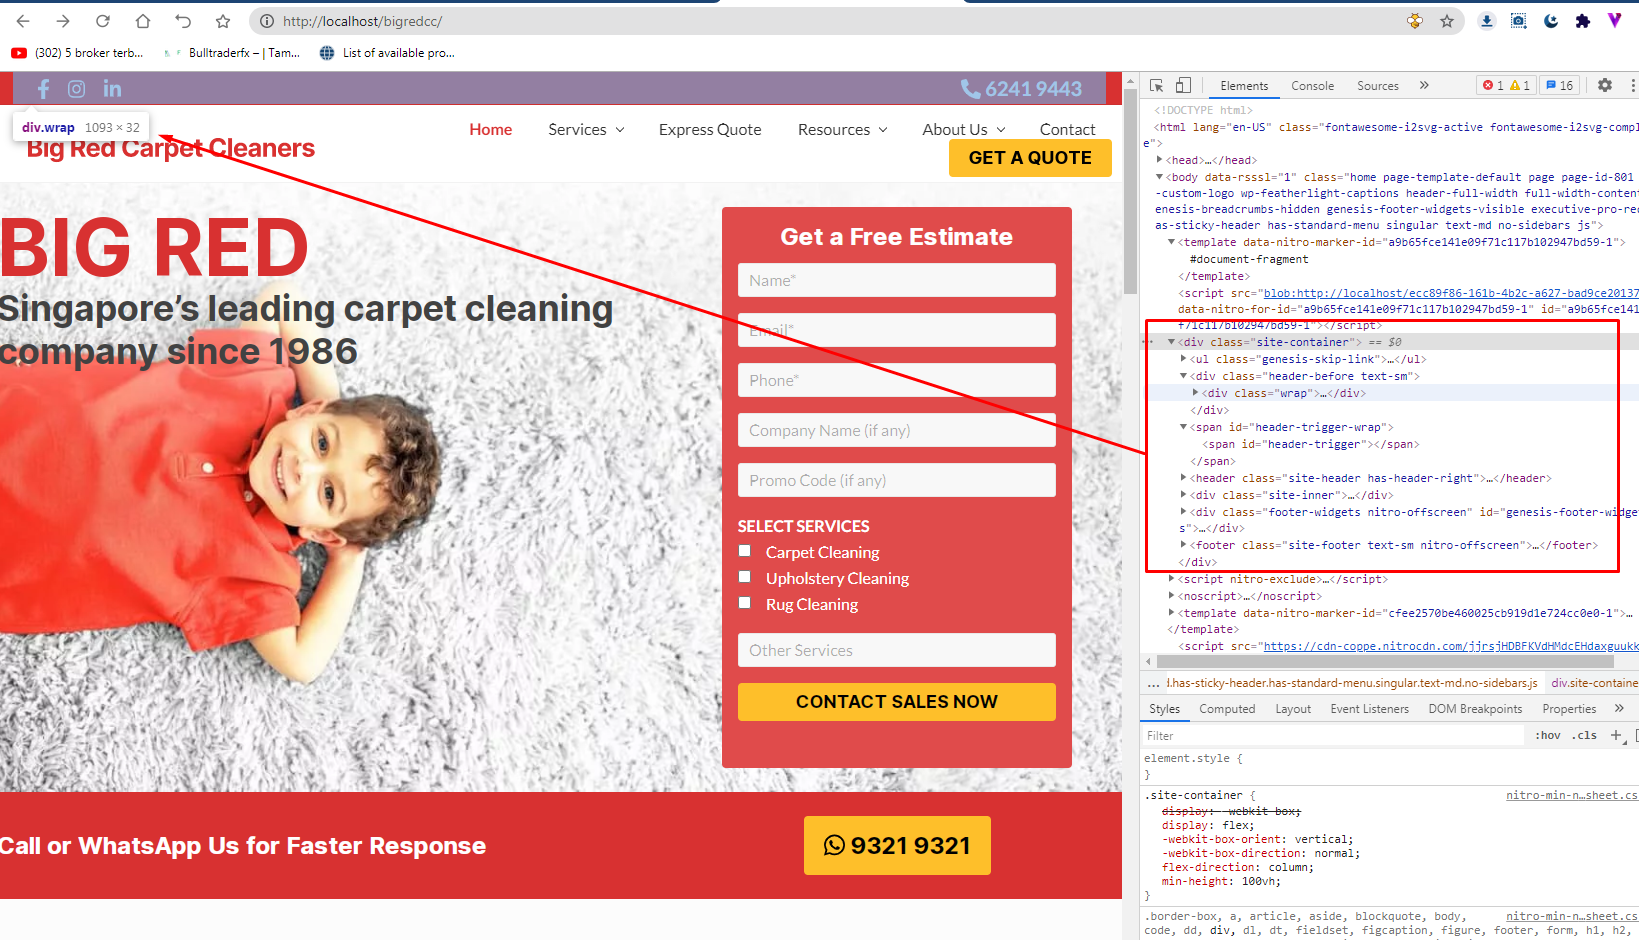 http://localhost/bigredcc/
(302) 5 broker terb...
Bulltraderfx – | Tam...
List of available pro...
6241 9443
div.wrap 1093 × 32
Big Red Carpet Cleaners
Home
Services
Express Quote
Resources
About Us
Contact
GET A QUOTE
BIG RED
Singapore’s leading carpet cleaning
company since 1986
Get a Free Estimate
Name*
Email*
Phone*
Company Name (if any)
Promo Code (if any)
SELECT SERVICES
Carpet Cleaning
Upholstery Cleaning
Rug Cleaning
Other Services
CONTACT SALES NOW
Call or WhatsApp Us for Faster Response
9321 9321
Elements Console Sources » 1 1 16
<!DOCTYPE html>
<html lang="en-US" class="fontawesome-i2svg-active fontawesome-i2svg-compl
e">
<head>…</head>
<body data-rsssl="1" class="home page-template-default page page-id-801
-custom-logo wp-featherlight-captions header-full-width full-width-conten
enesis-breadcrumbs-hidden genesis-footer-widgets-visible executive-pro-re
as-sticky-header has-standard-menu singular text-md no-sidebars js">
<template data-nitro-marker-id="a9b65fce141e09f71c117b102947bd59-1">
#document-fragment
</template>
<script src="blob:http://localhost/ecc89f86-161b-4b2c-a627-bad9ce20137
data-nitro-for-id="a9b65fce141e09f71c117b102947bd59-1" id="a9b65fce141
f71c117b102947bd59-1"></script>
… <div class="site-container"> == $0
<ul class="genesis-skip-link">…</ul>
<div class="header-before text-sm">
<div class="wrap">…</div>
</div>
<span id="header-trigger-wrap">
<span id="header-trigger"></span>
</span>
<header class="site-header has-header-right">…</header>
<div class="site-inner">…</div>
<div class="footer-widgets nitro-offscreen" id="genesis-footer-widge
s">…</div>
<footer class="site-footer text-sm nitro-offscreen">…</footer>
</div>
<script nitro-exclude>…</script>
<noscript>…</noscript>
<template data-nitro-marker-id="cfee2570be460025cb919d1e724cc0e0-1">…
</template>
<script src="https://cdn-coppe.nitrocdn.com/jjrsjHDBFKVdHMdcEHdaxguukk
... d.has-sticky-header.has-standard-menu.singular.text-md.no-sidebars.js div.site-containe
Styles Computed Layout Event Listeners DOM Breakpoints Properties »
Filter :hov .cls +
element.style {
}
.site-container { nitro-min-n…sheet.cs
display: -webkit-box;
display: flex;
-webkit-box-orient: vertical;
-webkit-box-direction: normal;
flex-direction: column;
min-height: 100vh;
}
.border-box, a, article, aside, blockquote, body, nitro-min-n…sheet.cs
code, dd, div, dl, dt, fieldset, figcaption, figure, footer, form, h1, h2,